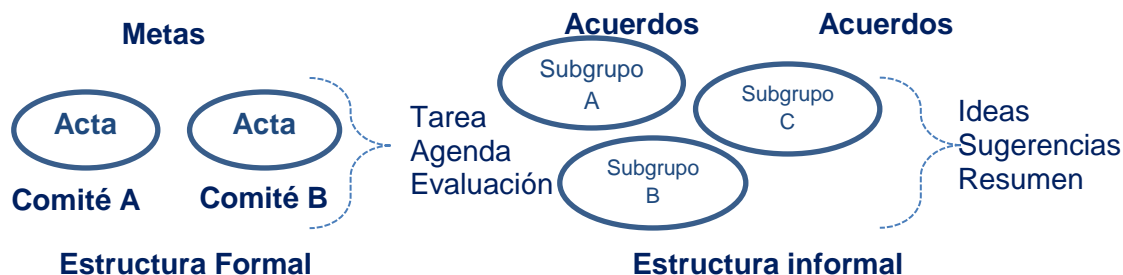 Metas
Acta
Acta
Comité A
Comité B
Estructura Formal
Tarea
Agenda
Evaluación
Acuerdos
Acuerdos
Subgrupo
A
Subgrupo
C
Subgrupo
B
Estructura informal
Ideas
Sugerencias
Resumen